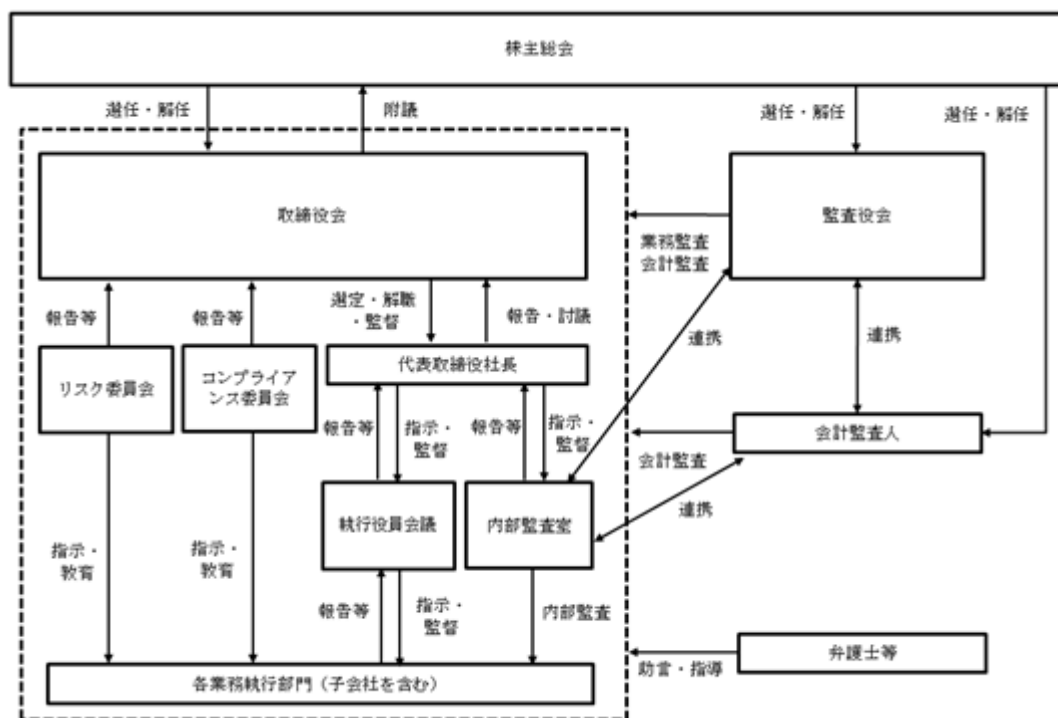 株主総会
選任・解任
附議
選任・解任
選任・解任
取締役会
監査役会
業務監査
会計監査
報告等
報告等
選定・解職
・監督
報告・討議
連携
連携
リスク委員会
コンプライア
ンス委員会
代表取締役社長
報告等
指示・
監督
報告等
指示・
監督
会計監査人
会計監査
執行役員会議
内部監査室
連携
指示・
教育
指示・
教育
報告等
指示・
監督
内部監査
弁護士等
助言・指導
各業務執行部門（子会社を含む）